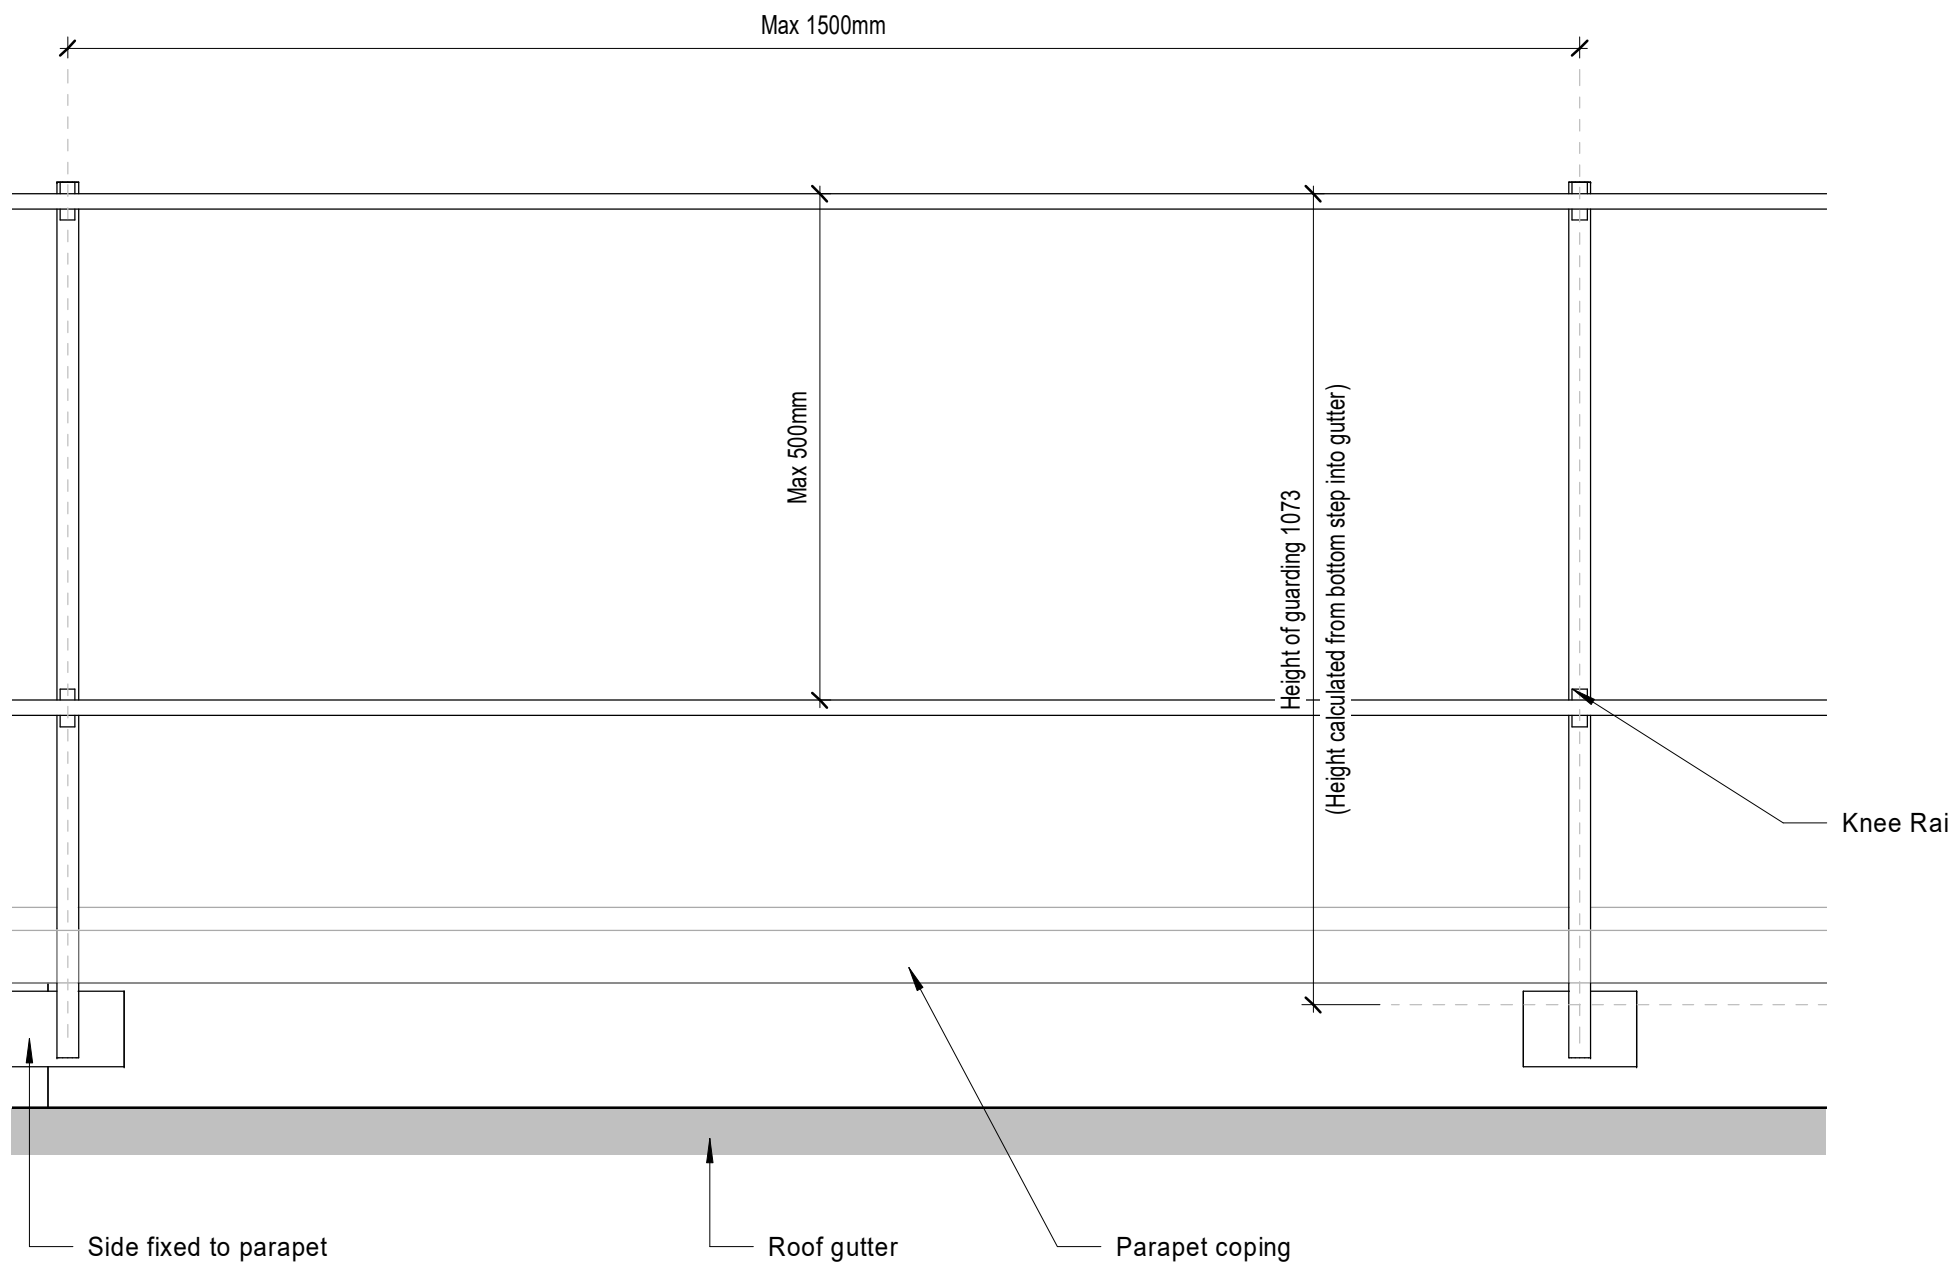 Max 1500mm
Max 500mm
Height of guarding 1073
(Height calculated from bottom step into gutter)
Knee Rai
Side fixed to parapet
Roof gutter
Parapet coping